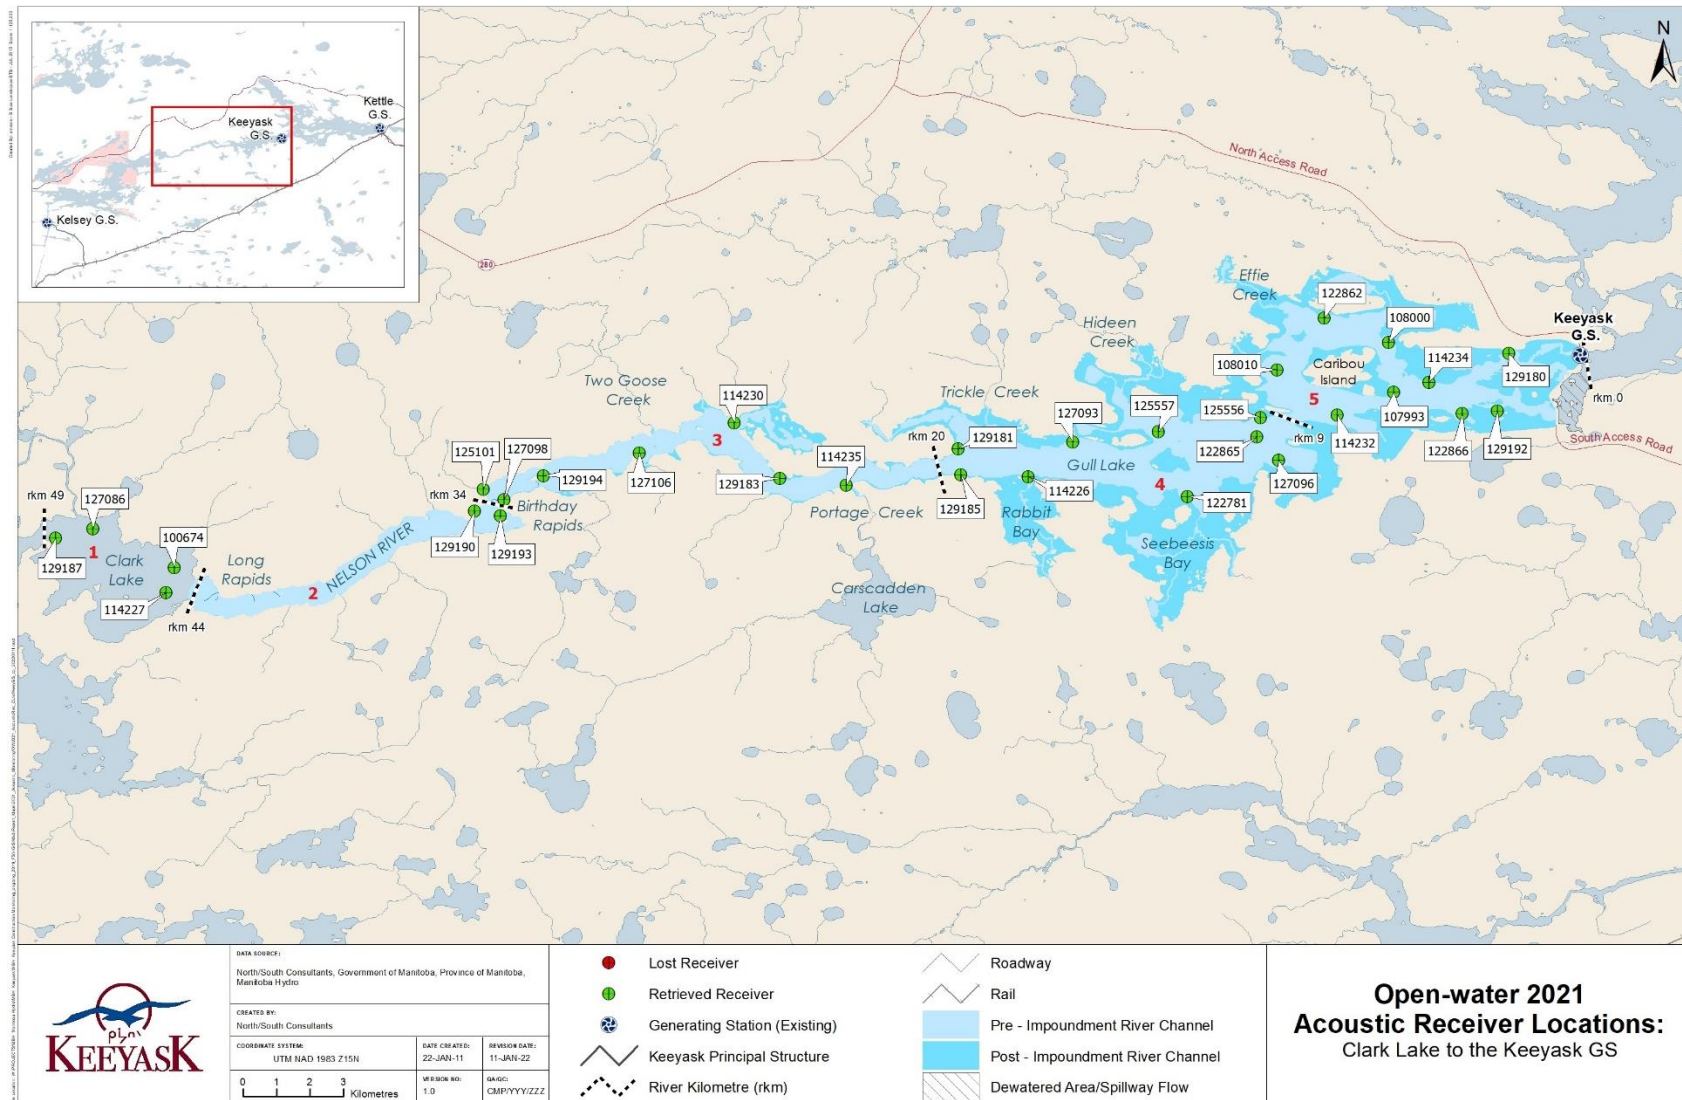 N
Kettle
G.S.
Keeyask
G.S.
Kelsey G.S.
280
North Access Road
Effie
Creek
122862
Hideen
Creek
108000
Keeyask
G.S.
108010
Caribou
Island
114234
129180
Two Goose
Creek
114230
Trickle Creek
127093
125557
125556
5
rkm 0
107993
rkm 20
129181
rkm 9
114232
122866
129192
South Access Road
125101
127098
3
114235
122865
Gull Lake
rkm 49
127086
rkm 34
129194
127106
129183
114226
4
127096
Birthday
Rapids
Portage Creek
129185
Rabbit
Bay
122781
129190
129193
100674
1
Clark
Lake
129187
Long
Rapids
NELSON RIVER
Seebeesis
Bay
2
114227
Carscadden
Lake
rkm 44
KEEYASK
DATA SOURCE:
North/South Consultants, Government of Manitoba, Province of Manitoba,
Manitoba Hydro
CREATED BY:
North/South Consultants
COORDINATE SYSTEM:
UTM NAD 1983 Z15N
DATE CREATED:
22-JAN-11
REVISION DATE:
11-JAN-22
0 1 2 3 Kilometres
VERSION NO:
1.0
QA/QC:
CMP/YYY/ZZZ
Lost Receiver
Retrieved Receiver
Generating Station (Existing)
Keeyask Principal Structure
River Kilometre (rkm)
Roadway
Rail
Pre - Impoundment River Channel
Post - Impoundment River Channel
Dewatered Area/Spillway Flow
Open-water 2021
Acoustic Receiver Locations:
Clark Lake to the Keeyask GS